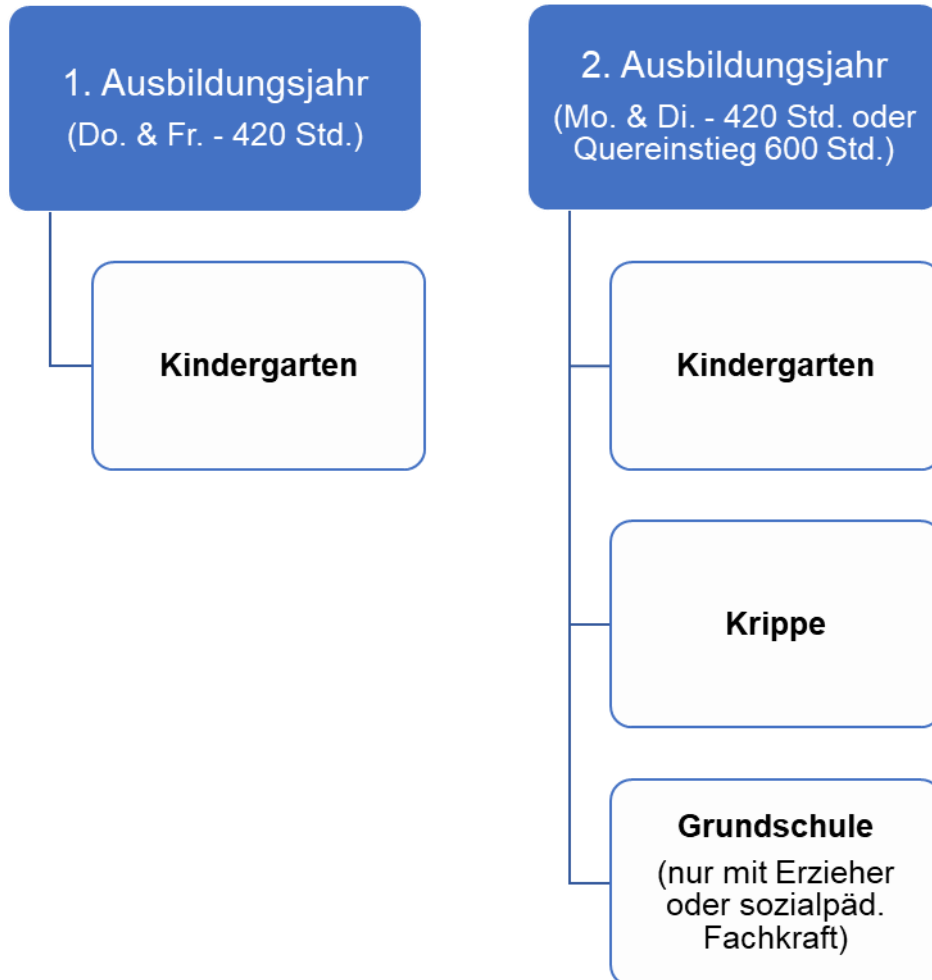 1. Ausbildungsjahr
(Do. & Fr. - 420 Std.)
Kindergarten
2. Ausbildungsjahr
(Mo. & Di. - 420 Std. oder
Quereinstieg 600 Std.)
Kindergarten
Krippe
Grundschule
(nur mit Erzieher
oder sozialpäd.
Fachkraft)